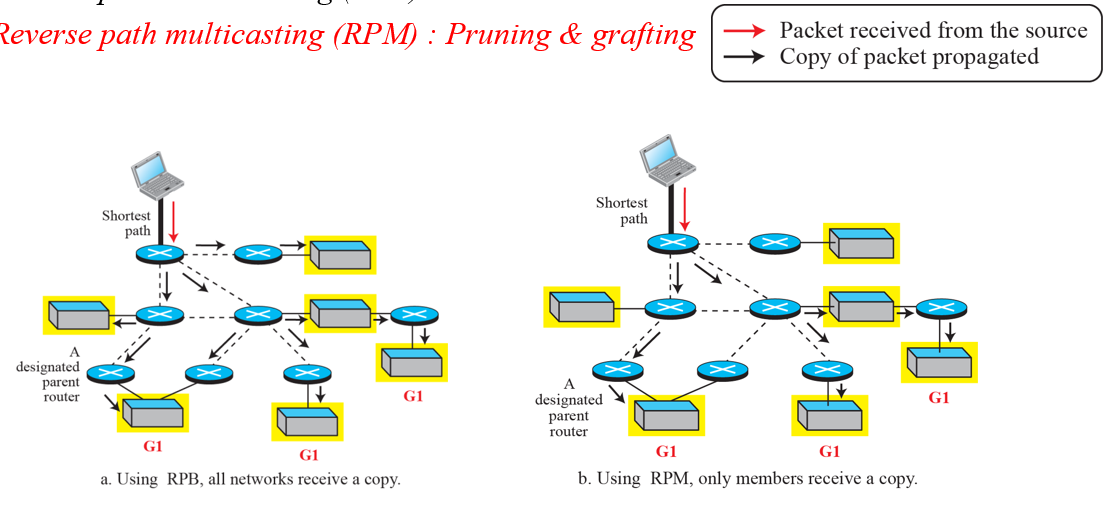 Reverse path multicasting (RPM) : Pruning & grafting
Packet received from the source
Copy of packet propagated
Shortest
path
A
designated
parent
router
G1
G1
G1
a. Using RPB, all networks receive a copy.
Shortest
path
A
designated
parent
router
G1
G1
G1
b. Using RPM, only members receive a copy.